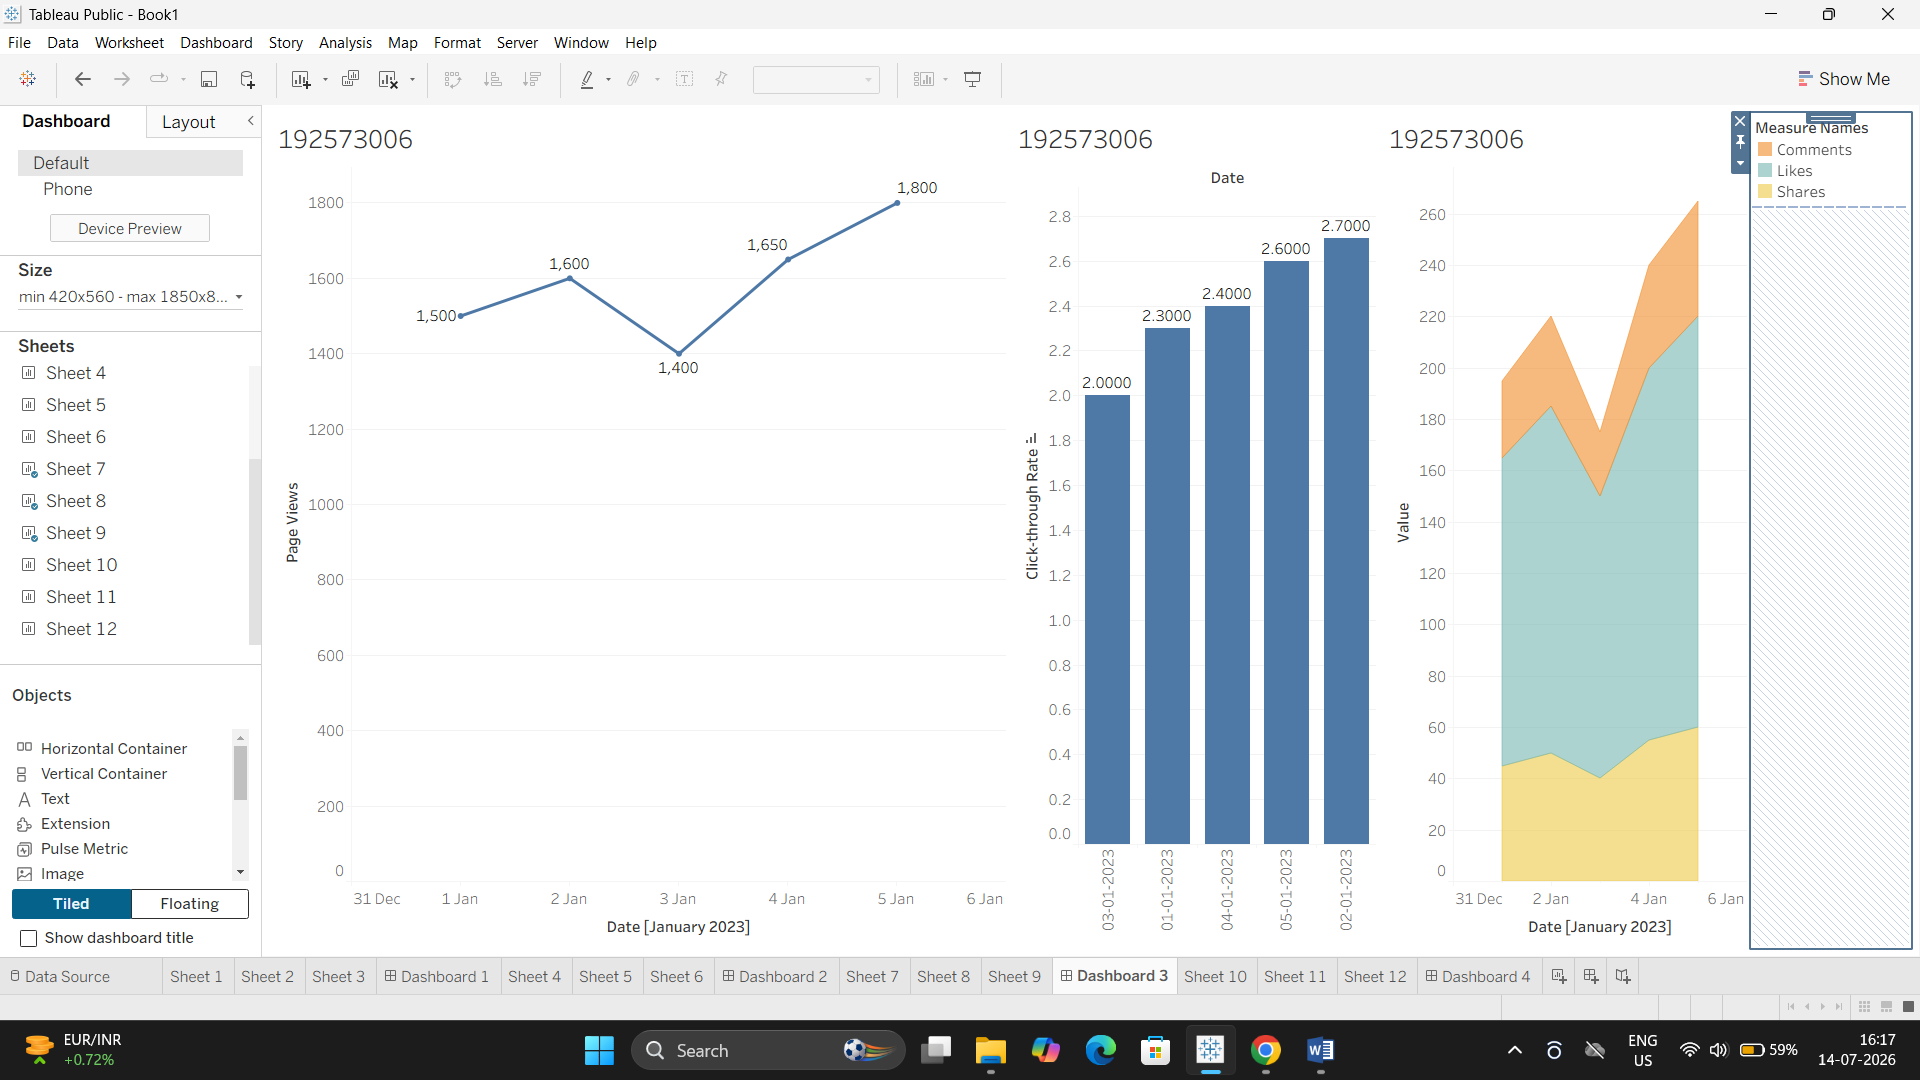 Tableau Public - Book1
File Data Worksheet Dashboard Story Analysis Map Format Server Window Help
Show Me
Dashboard Layout
Default
Phone
Device Preview
Size
min 420x560 - max 1850x8...
Sheets
Sheet 4
Sheet 5
Sheet 6
Sheet 7
Sheet 8
Sheet 9
Sheet 10
Sheet 11
Sheet 12
Objects
Horizontal Container
Vertical Container
Text
Extension
Pulse Metric
Image
Tiled Floating
Show dashboard title
192573006
Page Views
1800
1600
1400
1200
1000
800
600
400
200
0
1,500
1,600
1,400
1,650
1,800
31 Dec 1 Jan 2 Jan 3 Jan 4 Jan 5 Jan 6 Jan
Date [January 2023]
192573006
Date
Click-through Rate
2.8
2.6
2.4
2.2
2.0
1.8
1.6
1.4
1.2
1.0
0.8
0.6
0.4
0.2
0.0
2.0000
2.3000
2.4000
2.6000
2.7000
03-01-2023
01-01-2023
04-01-2023
05-01-2023
02-01-2023
192573006
Value
260
240
220
200
180
160
140
120
100
80
60
40
20
0
31 Dec 2 Jan 4 Jan 6 Jan
Date [January 2023]
Measure Names
Comments
Likes
Shares
Data Source Sheet 1 Sheet 2 Sheet 3 Dashboard 1 Sheet 4 Sheet 5 Sheet 6 Dashboard 2 Sheet 7 Sheet 8 Sheet 9 Dashboard 3 Sheet 10 Sheet 11 Sheet 12 Dashboard 4
EUR/INR
+0.72%
Search
ENG
US
59%
16:17
14-07-2026